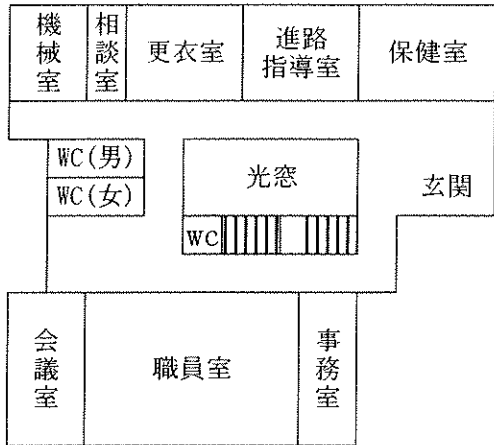 機械室
相談室
更衣室
進路
指導室
保健室
WC(男)
WC(女)
光窓
玄関
WC
会議室
職員室
事務室